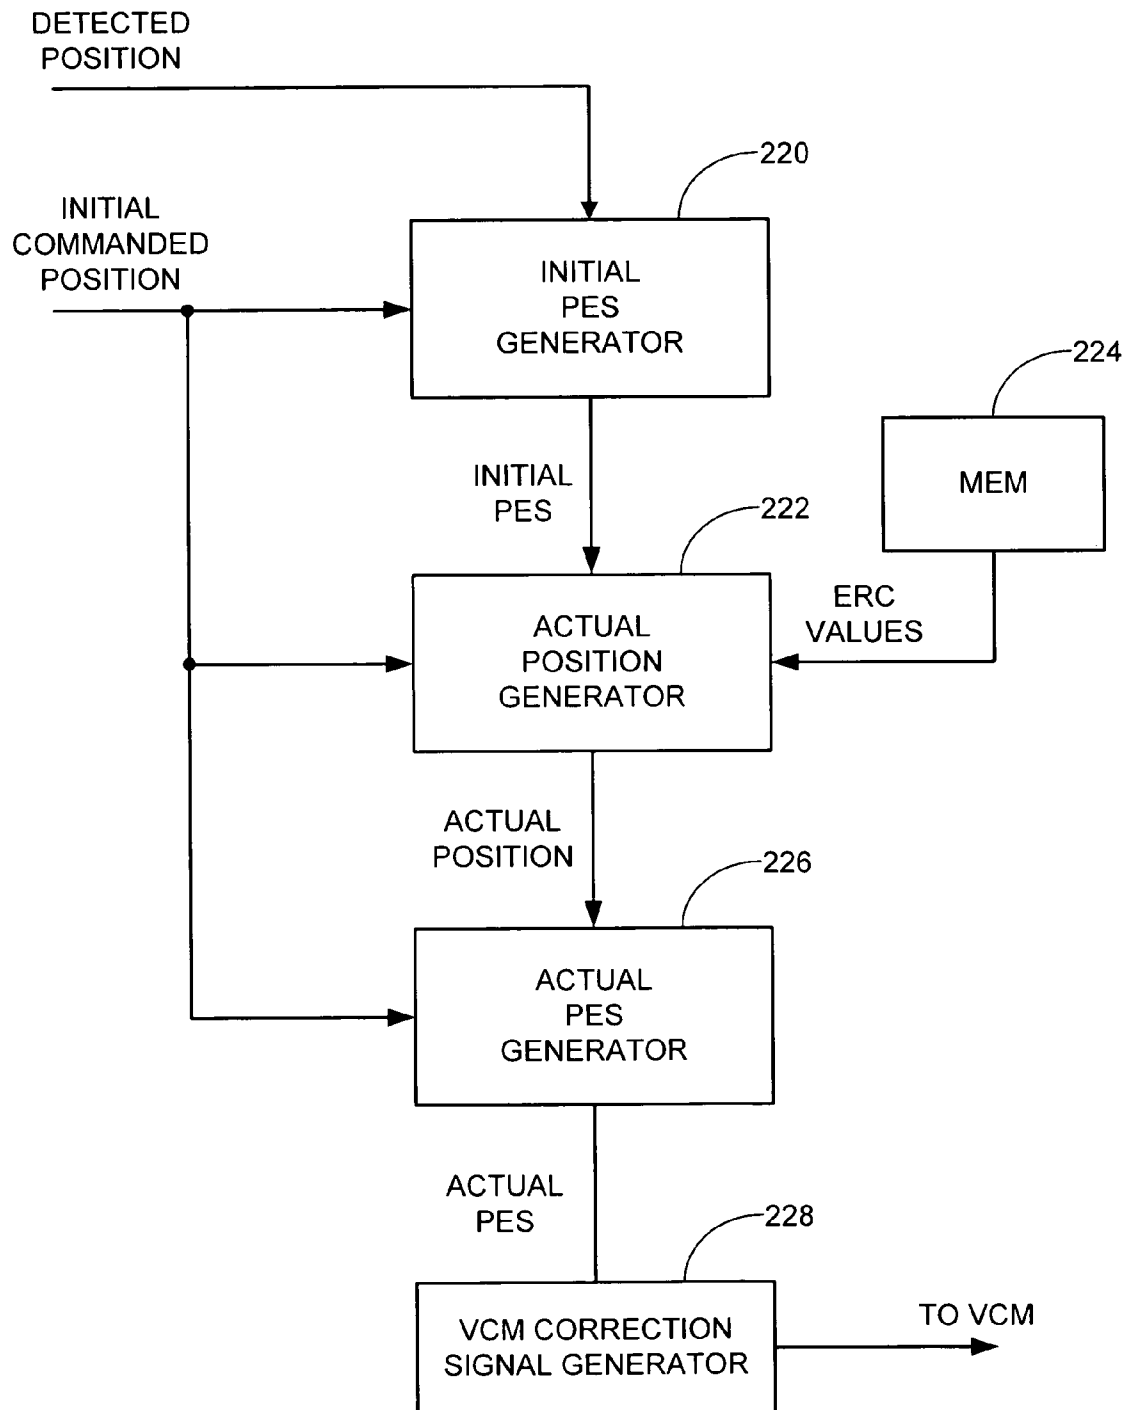 DETECTED
POSITION
220
INITIAL
COMMANDED
POSITION
INITIAL
PES
GENERATOR
224
MEM
INITIAL
PES
222
ERC
VALUES
ACTUAL
POSITION
GENERATOR
ACTUAL
POSITION
226
ACTUAL
PES
GENERATOR
ACTUAL
PES
228
VCM CORRECTION
SIGNAL GENERATOR
TO VCM